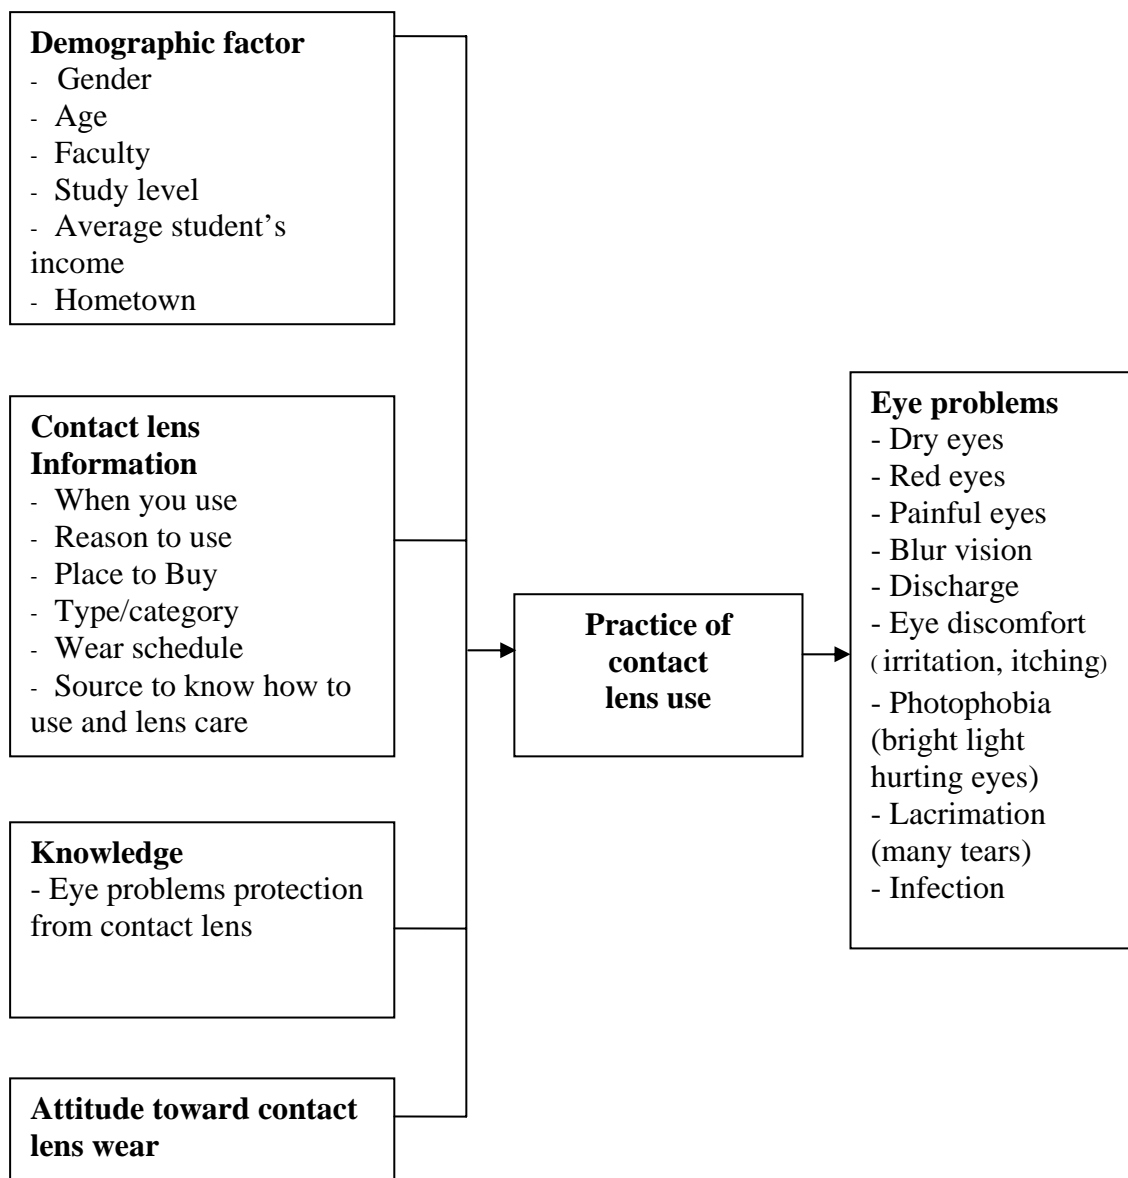 Demographic factor
- Gender
- Age
- Faculty
- Study level
- Average student’s
income
- Hometown
Contact lens
Information
- When you use
- Reason to use
- Place to Buy
- Type/category
- Wear schedule
- Source to know how to
use and lens care
Knowledge
- Eye problems protection
from contact lens
Attitude toward contact
lens wear
Practice of
contact
lens use
Eye problems
- Dry eyes
- Red eyes
- Painful eyes
- Blur vision
- Discharge
- Eye discomfort
( irritation, itching)
- Photophobia
(bright light
hurting eyes)
- Lacrimation
(many tears)
- Infection